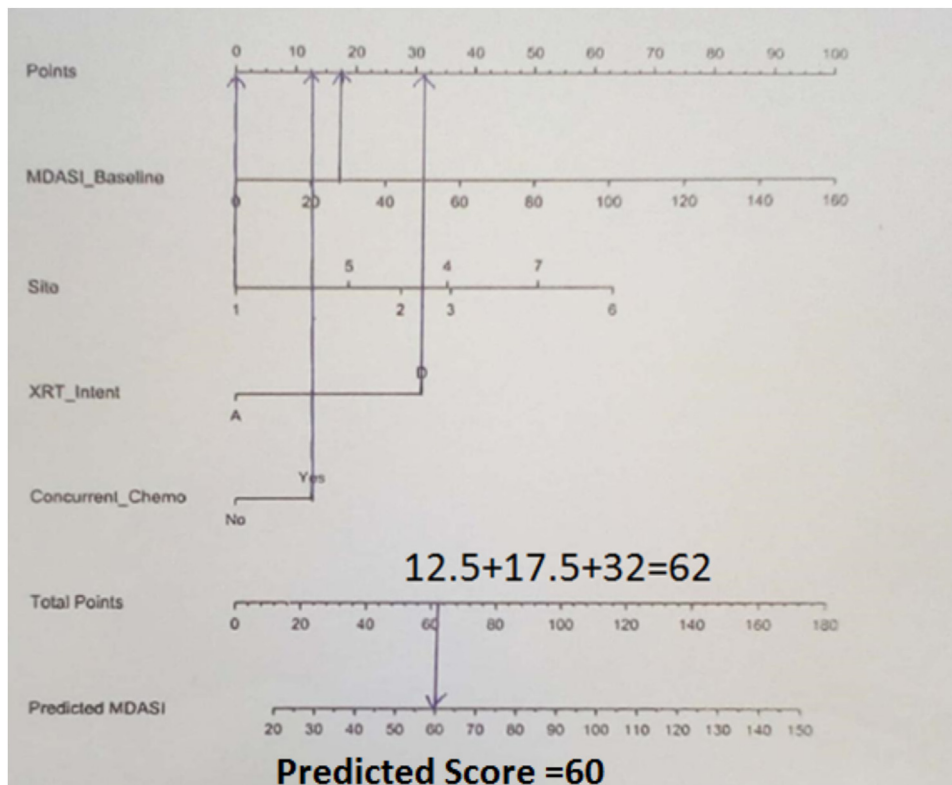 0 10 20 30 40 50 60 70 80 90 100
Points
MDASI_Baseline
0 20 40 60 80 100 120 140 160
5 4 7
Site
1 2 3 6
D
XRT_Intent
A
Yes
Concurrent_Chemo
No
12.5+17.5+32=62
Total Points
0 20 40 60 80 100 120 140 160 180
Predicted MDASI
20 30 40 50 60 70 80 90 100 110 120 130 140 150
Predicted Score =60